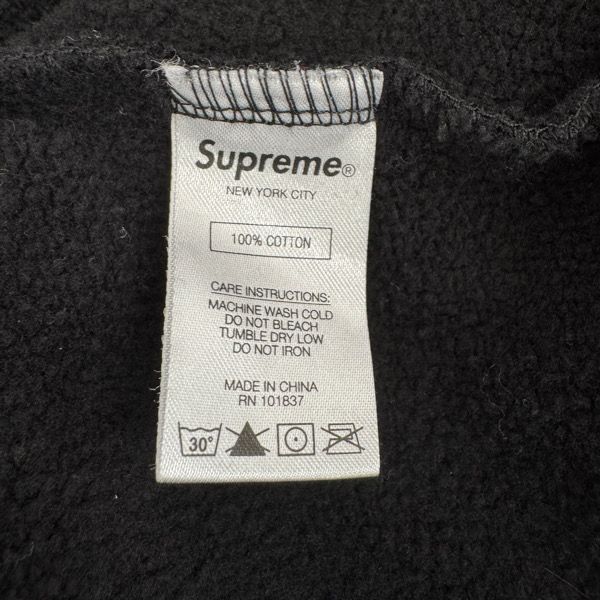 Supreme®
NEW YORK CITY
100% COTTON
CARE INSTRUCTIONS:
MACHINE WASH COLD
DO NOT BLEACH
TUMBLE DRY LOW
DO NOT IRON
MADE IN CHINA
RN 101837
30°